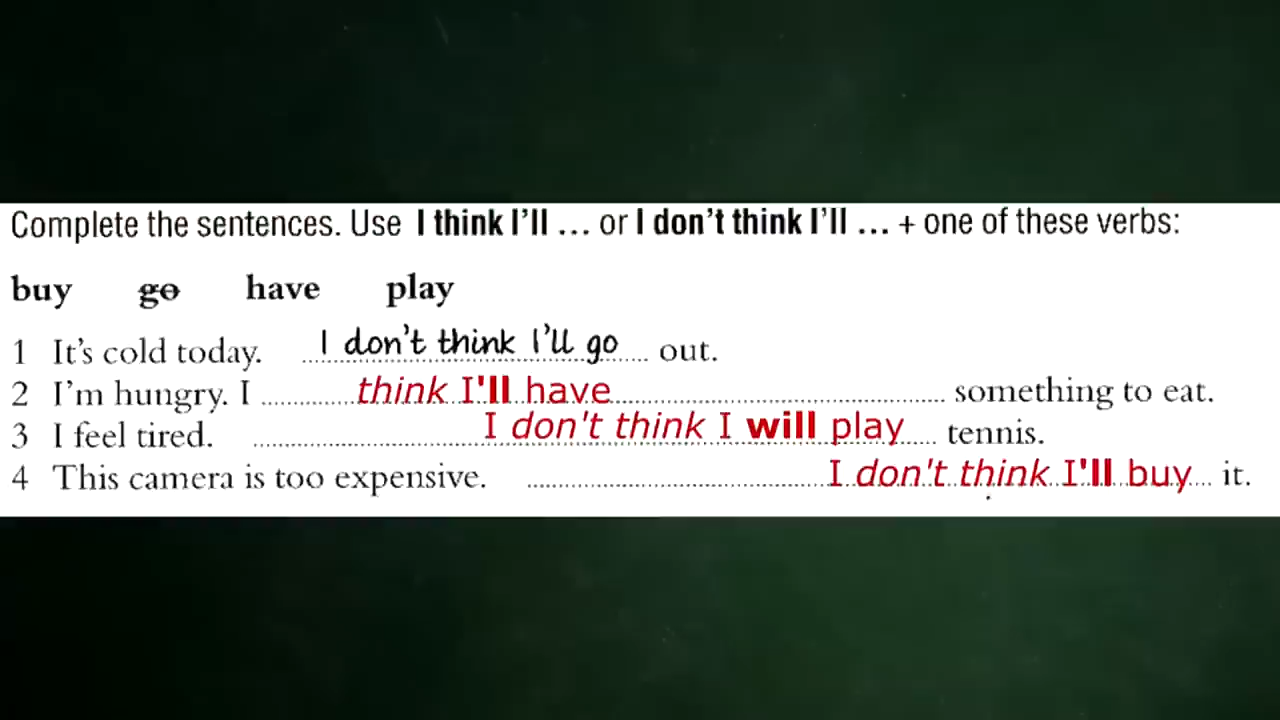 Complete the sentences. Use I think I'll ... or I don't think I'll ... + one of these verbs:
buy go have play
1 It's cold today. I don't think I'll go out.
2 I'm hungry. I think I'll have something to eat.
3 I feel tired. I don't think I will play tennis.
4 This camera is too expensive. I don't think I'll buy it.